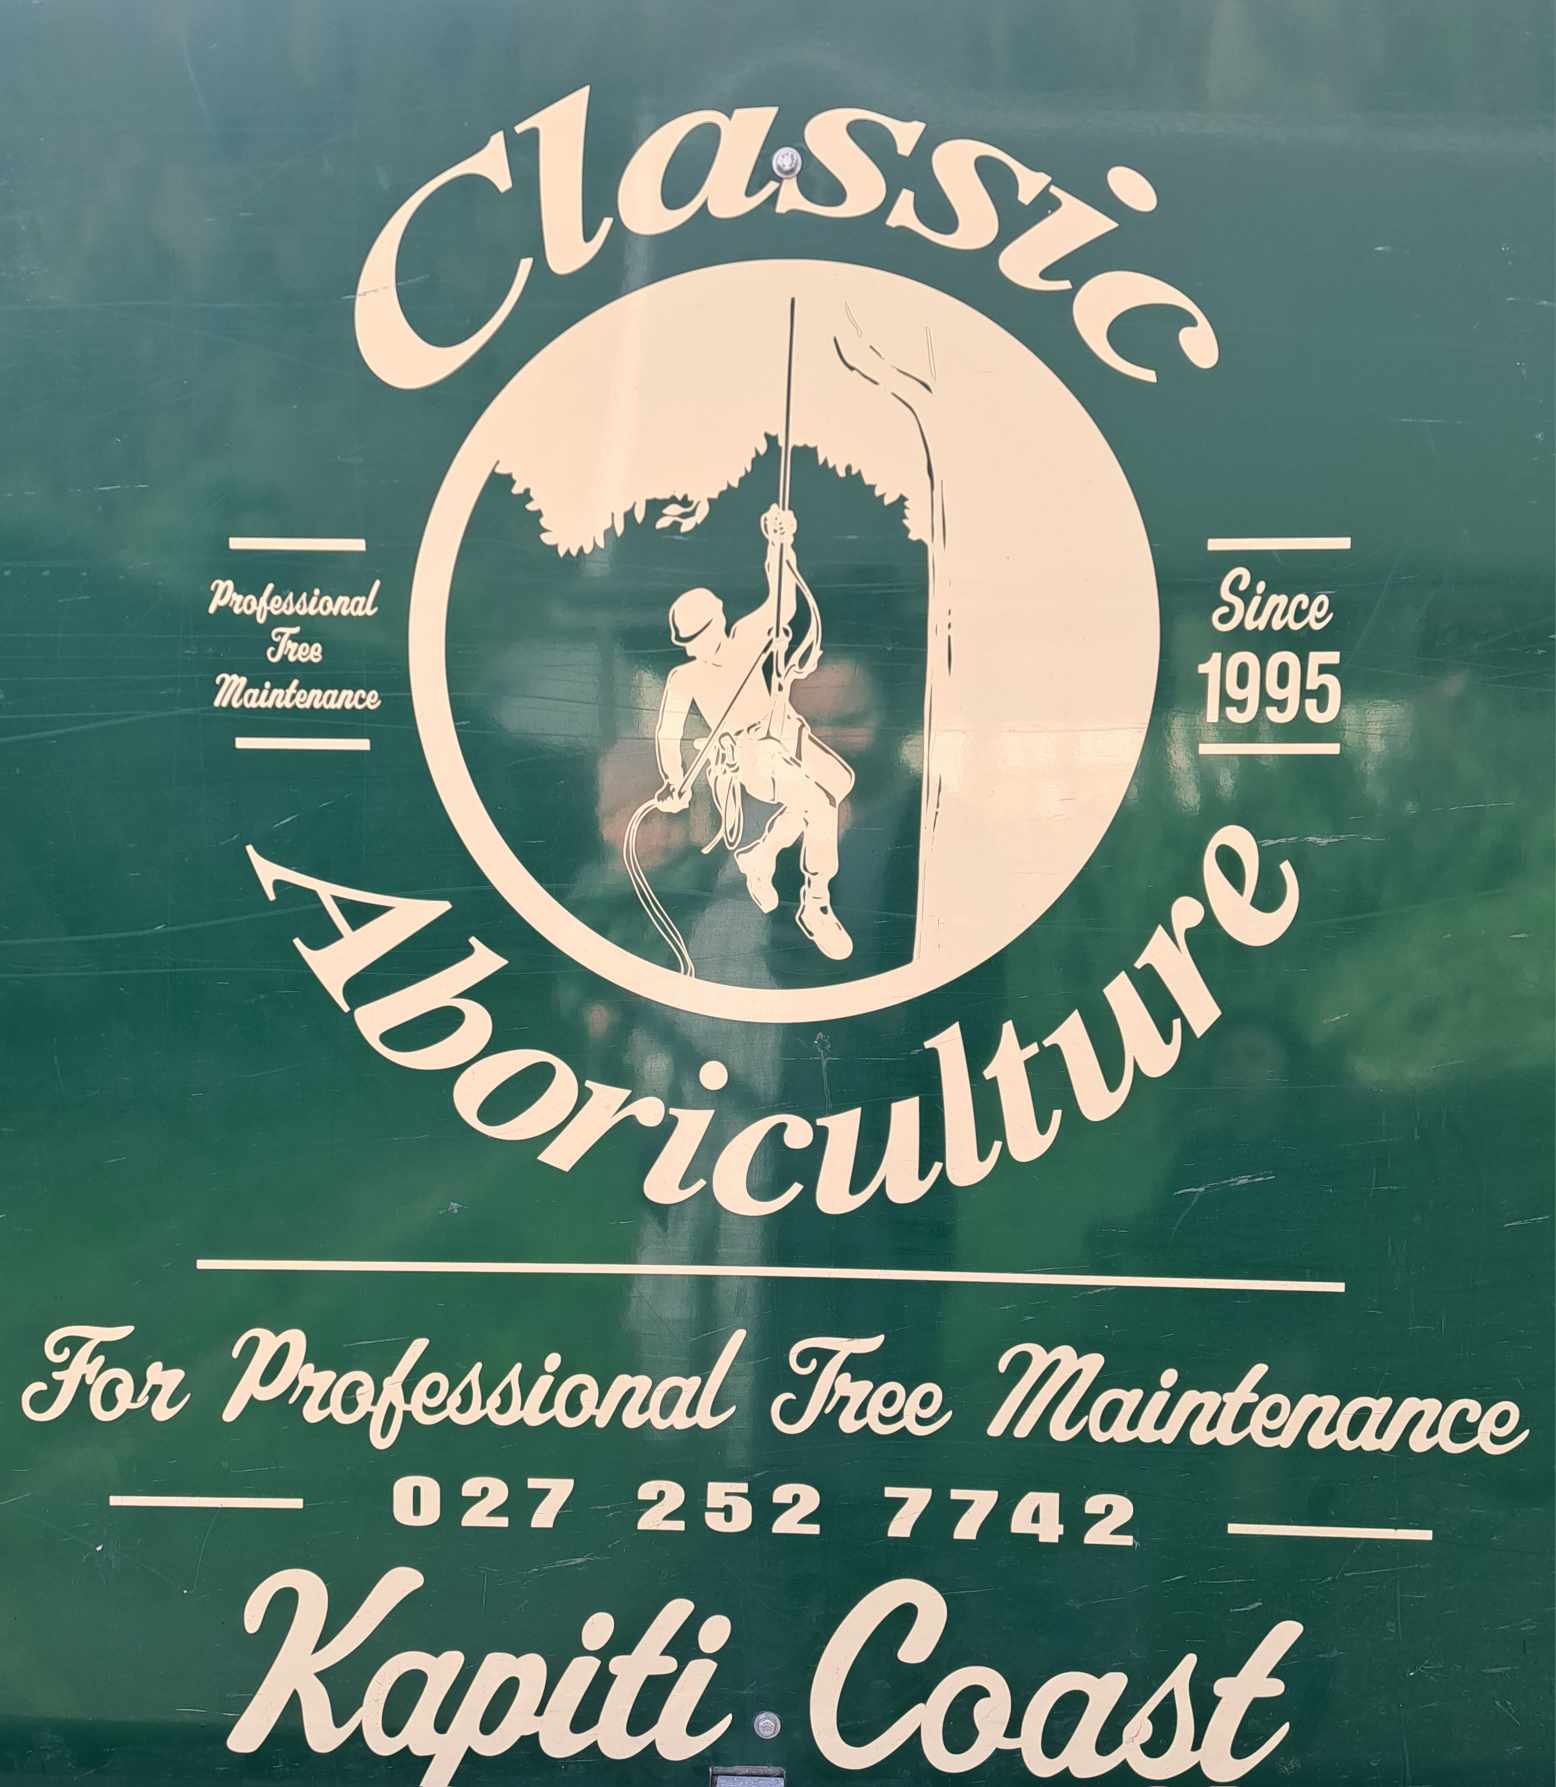 Classic
Professional
Tree
Maintenance
Since
1995
Aboriculture
For Professional Tree Maintenance
027 252 7742
Kapiti Coast